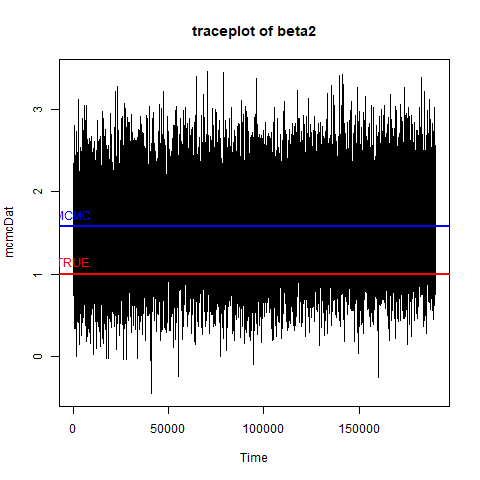 traceplot of beta2
mcmcDat
3
2
1
0
MCMC
TRUE
0
50000
100000
150000
Time